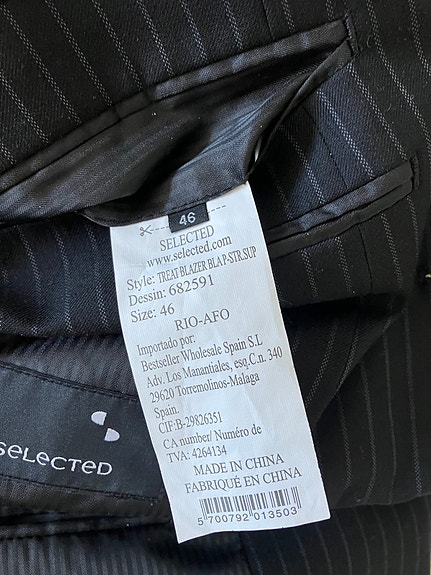 46
SELECTED
www.selected.com
Style: TREAT BLAZER BLAP-STR.SUP
Dessin: 682591
Size: 46
RIO-AFO
Importado por:
Bestseller Wholesale Spain S.L
Adv. Los Manantiales, esq.C.n. 340
29620 Torremolinos-Malaga
Spain.
CIF:B-29826351
CA number/ Numéro de
TVA: 4264134
MADE IN CHINA
FABRIQUÉ EN CHINA
5 700792 013503
SELECTED